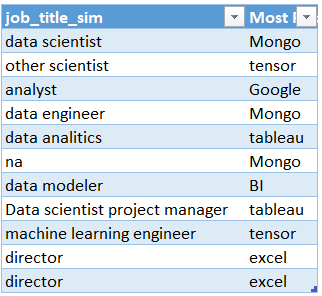 job_title_sim Most
data scientist Mongo
other scientist tensor
analyst Google
data engineer Mongo
data analitics tableau
na Mongo
data modeler BI
Data scientist project manager tableau
machine learning engineer tensor
director excel
director excel